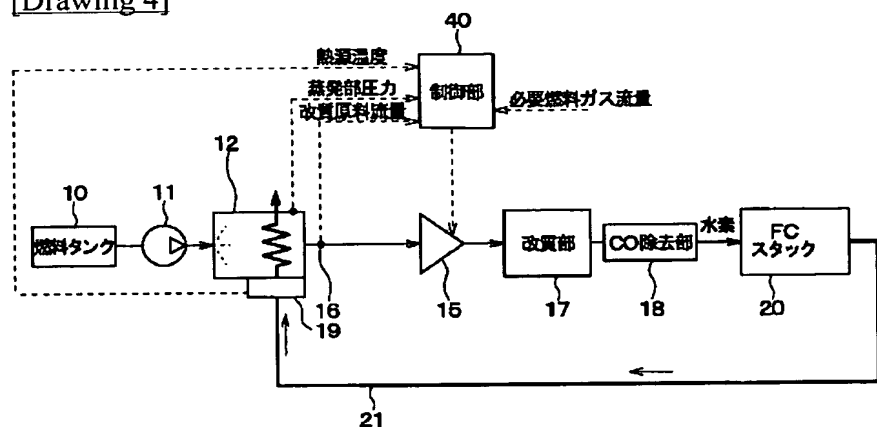 [Drawing 4]
40
熱源温度
蒸発部圧力
制御部
必要燃料ガス流量
改質原料流量
12
10
11
燃料タンク
改質部
CO除去部
水素
FC
スタック
16
15
17
18
20
19
21